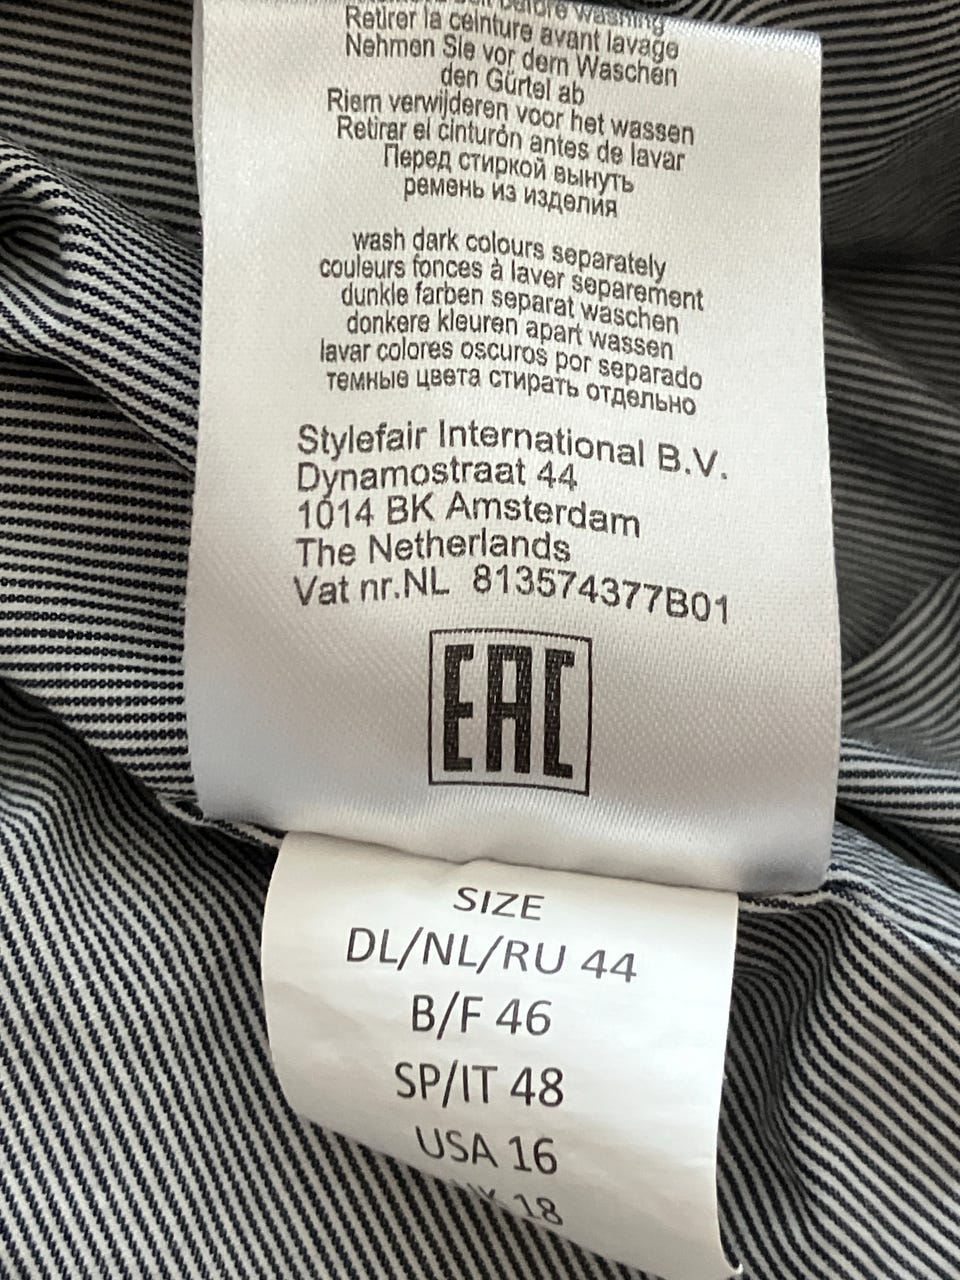 before washing
Retirer la ceinture avant lavage
Nehmen Sie vor dem Waschen
den Gürtel ab
Riem verwijderen voor het wassen
Retirar el cinturón antes de lavar
Перед стиркой вынуть
ремень из изделия
wash dark colours separately
couleurs fonces à laver separement
dunkle farben separat waschen
donkere kleuren apart wassen
lavar colores oscuros por separado
темные цвета стирать отдельно
Stylefair International B.V.
Dynamostraat 44
1014 BK Amsterdam
The Netherlands
Vat nr.NL 813574377B01
EAC
SIZE
DL/NL/RU 44
B/F 46
SP/IT 48
USA 16
18